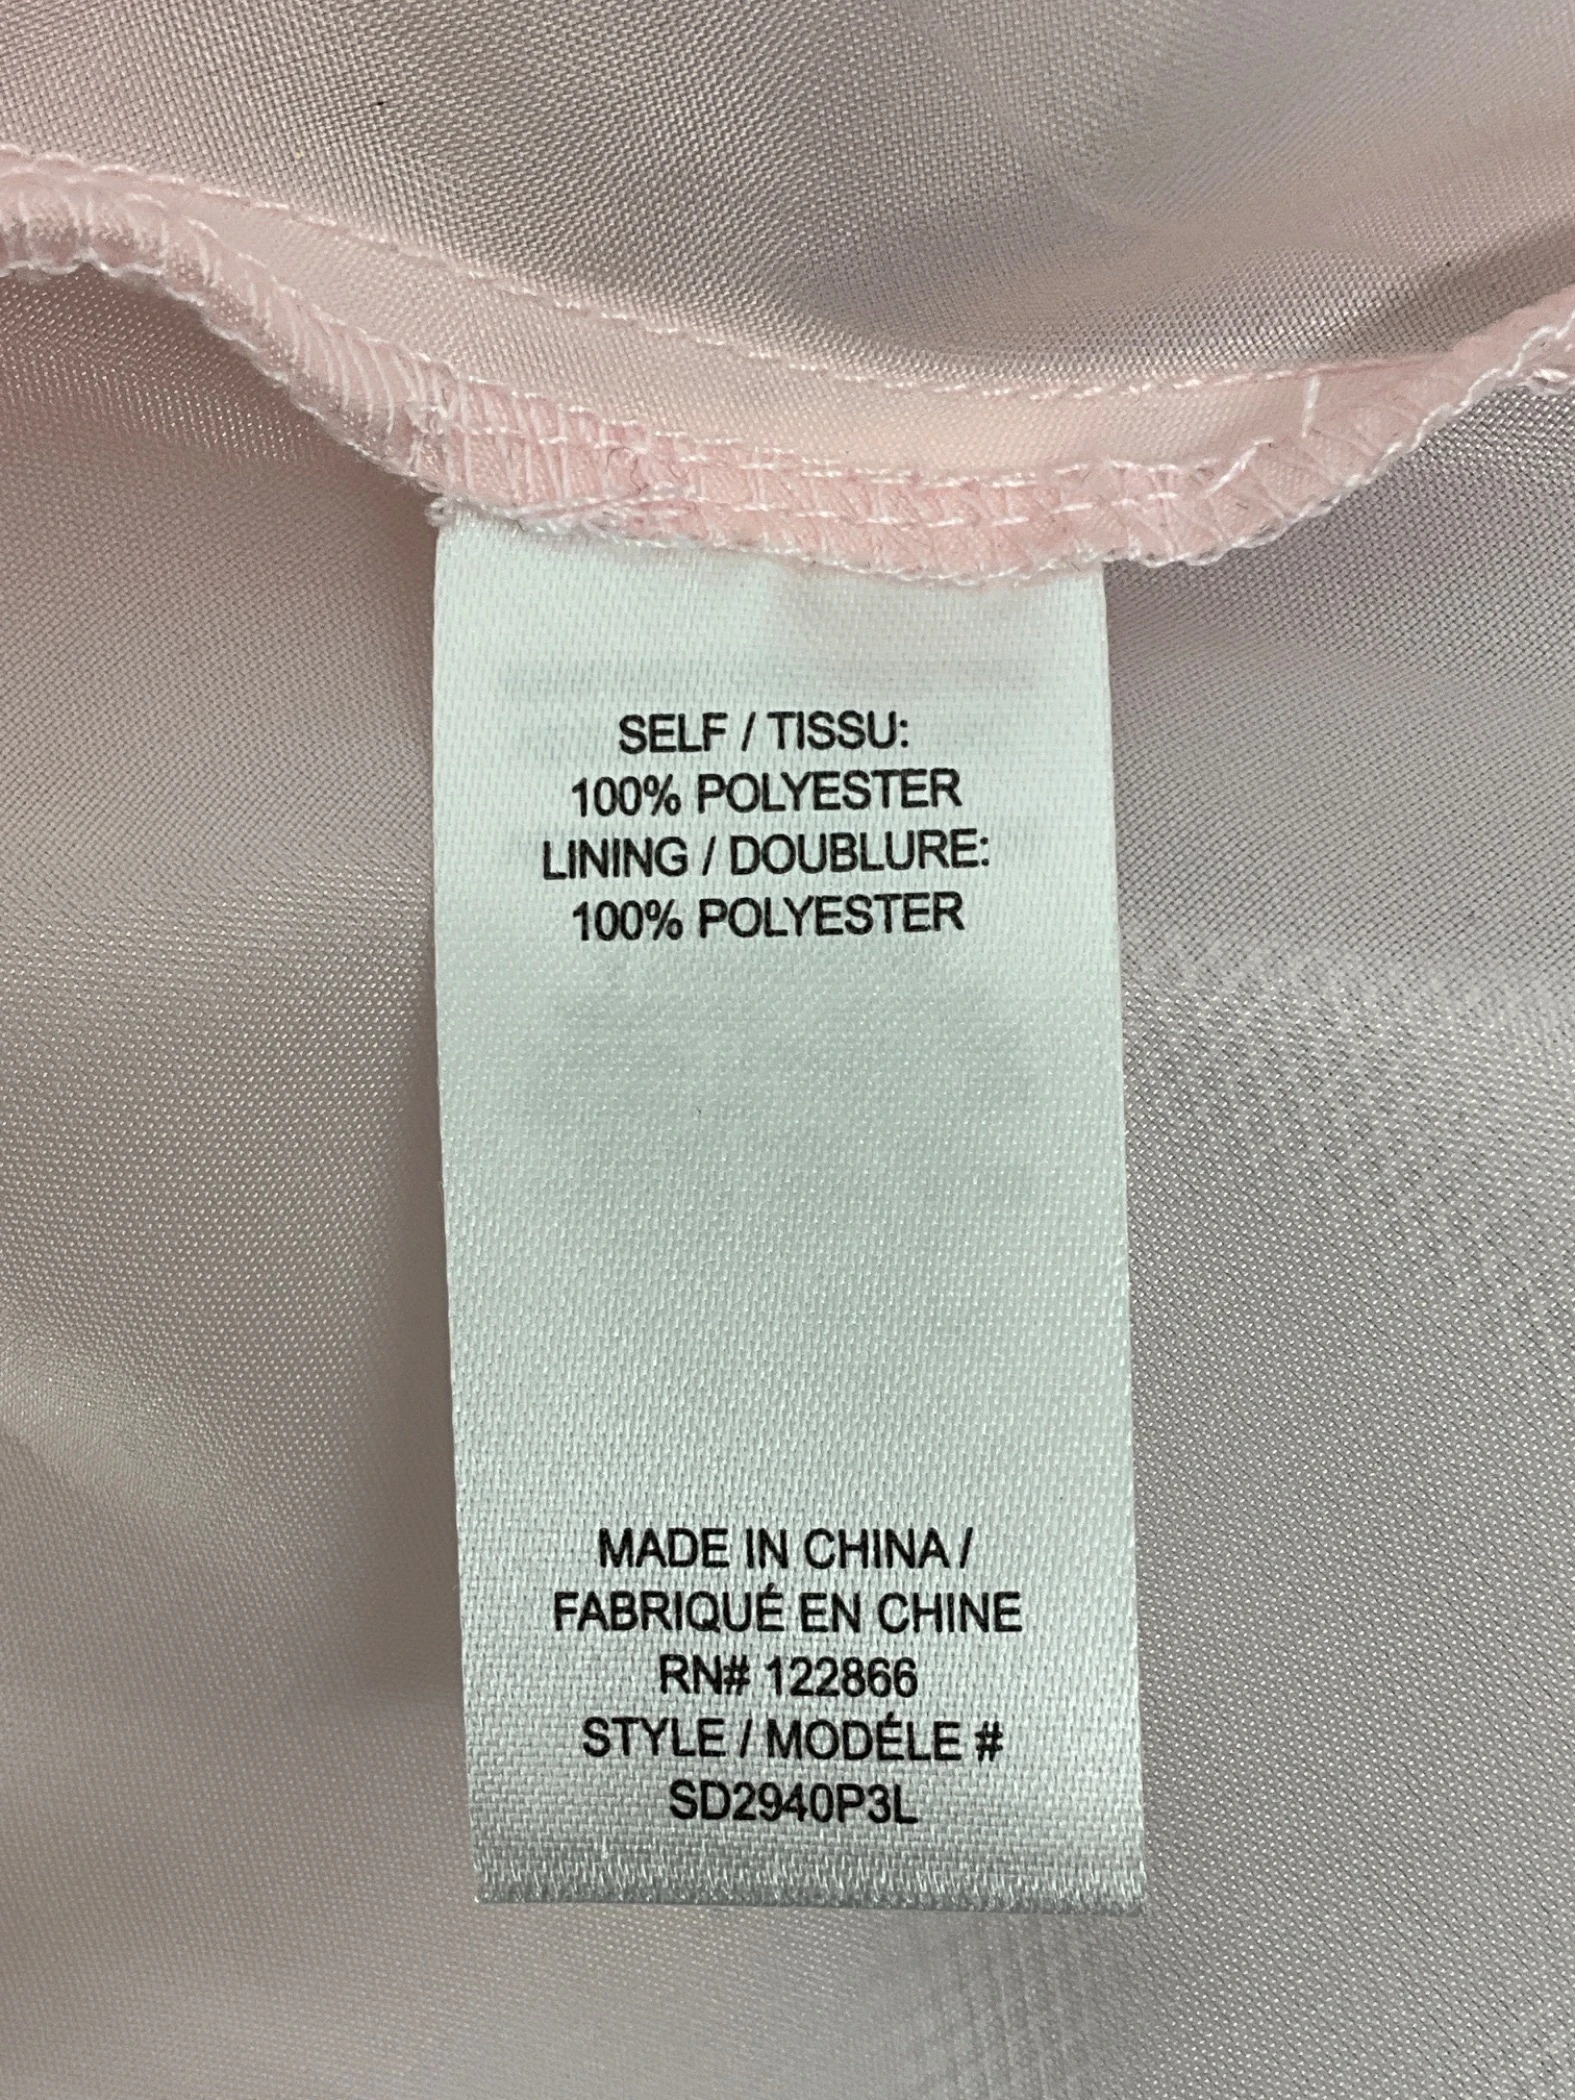 SELF / TISSU:
100% POLYESTER
LINING / DOUBLURE:
100% POLYESTER
MADE IN CHINA /
FABRIQUÉ EN CHINE
RN# 122866
STYLE / MODÉLE #
SD2940P3L